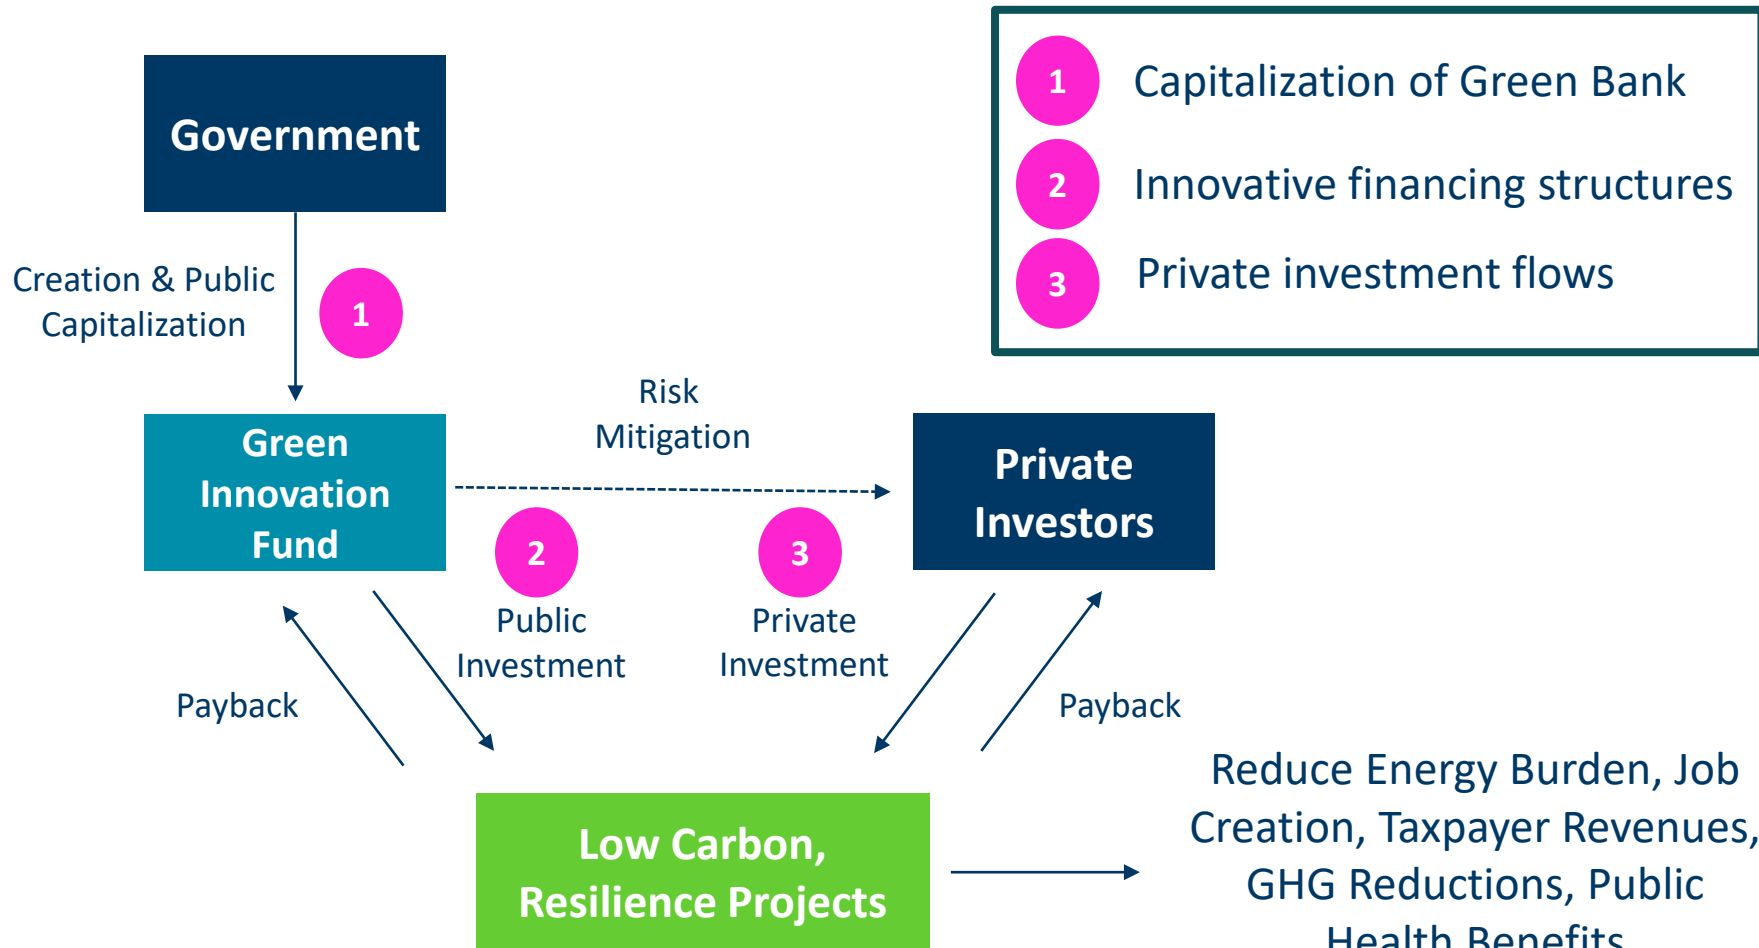 Government
1
Capitalization of Green Bank
2
Innovative financing structures
3
Private investment flows
Creation & Public
Capitalization
1
Risk
Mitigation
Green
Innovation
Fund
Private
Investors
2
Public
Investment
3
Private
Investment
Payback
Payback
Low Carbon,
Resilience Projects
Reduce Energy Burden, Job
Creation, Taxpayer Revenues,
GHG Reductions, Public
Health Benefits